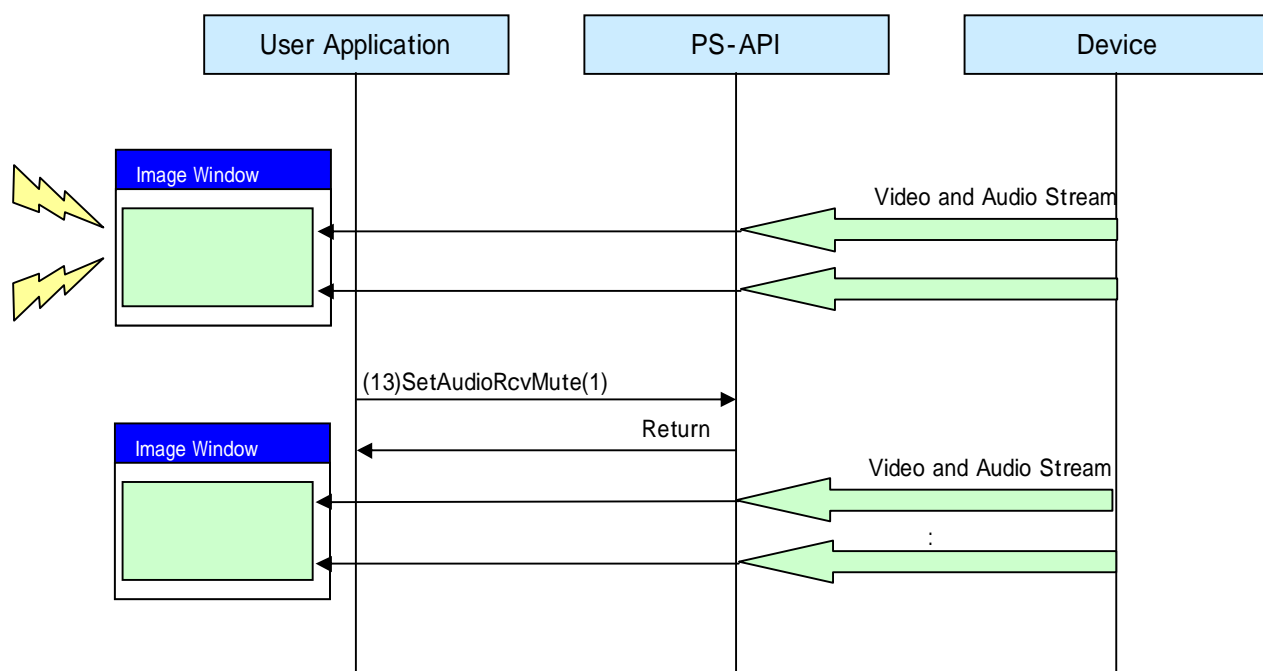 User Application
PS-API
Device
Image Window
Video and Audio Stream
(13)SetAudioRcvMute(1)
Return
Image Window
Video and Audio Stream
: